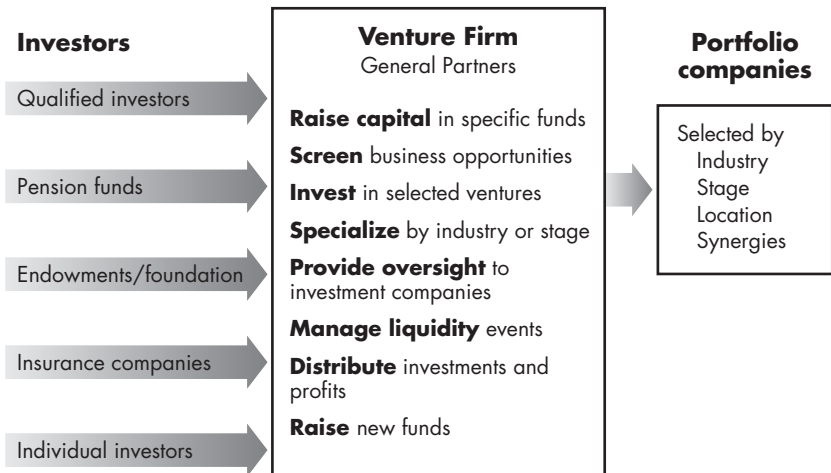 Investors
Qualified investors
Pension funds
Endowments/foundation
Insurance companies
Individual investors
Venture Firm
General Partners
Raise capital in specific funds
Screen business opportunities
Invest in selected ventures
Specialize by industry or stage
Provide oversight to
investment companies
Manage liquidity events
Distribute investments and
profits
Raise new funds
Portfolio
companies
Selected by
Industry
Stage
Location
Synergies